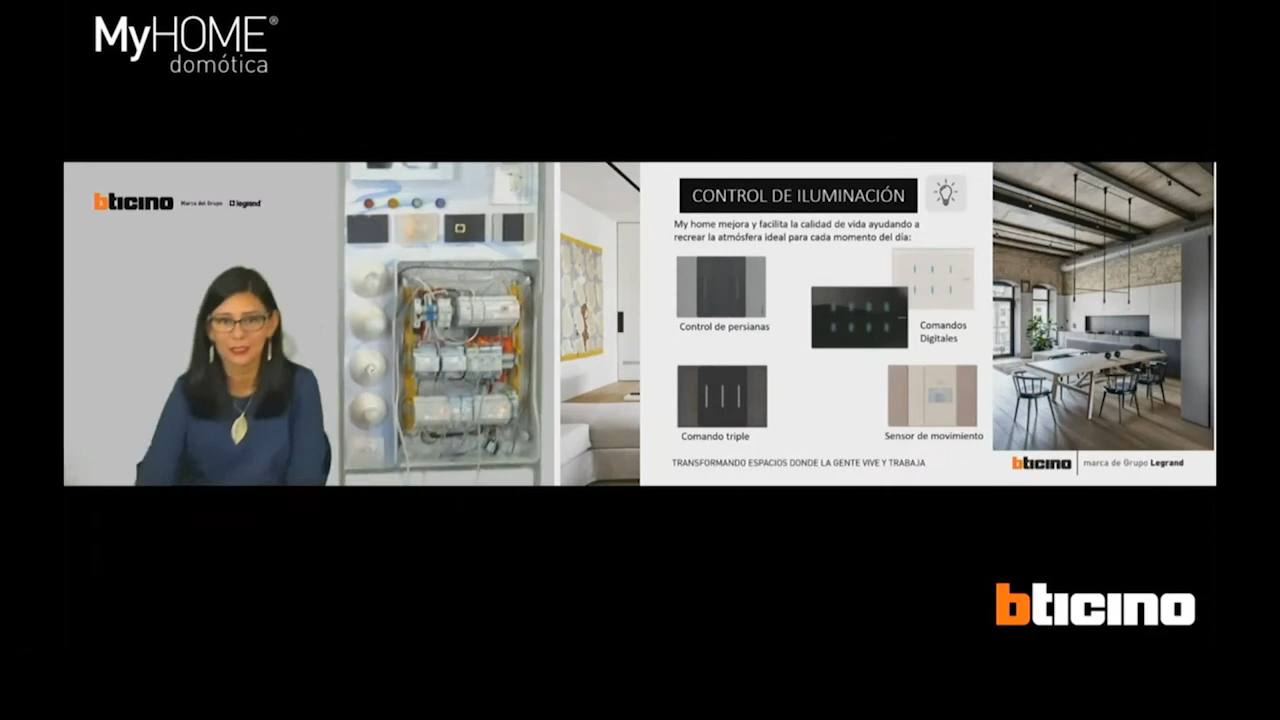 MyHOME®
domótica
bticino Marca del Grupo legrand
CONTROL DE ILUMINACIÓN
My home mejora y facilita la calidad de vida ayudando a
recrear la atmósfera ideal para cada momento del día:
Control de persianas
Comandos
Digitales
Comando triple
Sensor de movimiento
TRANSFORMANDO ESPACIOS DONDE LA GENTE VIVE Y TRABAJA
bticino marca de Grupo Legrand
bticino